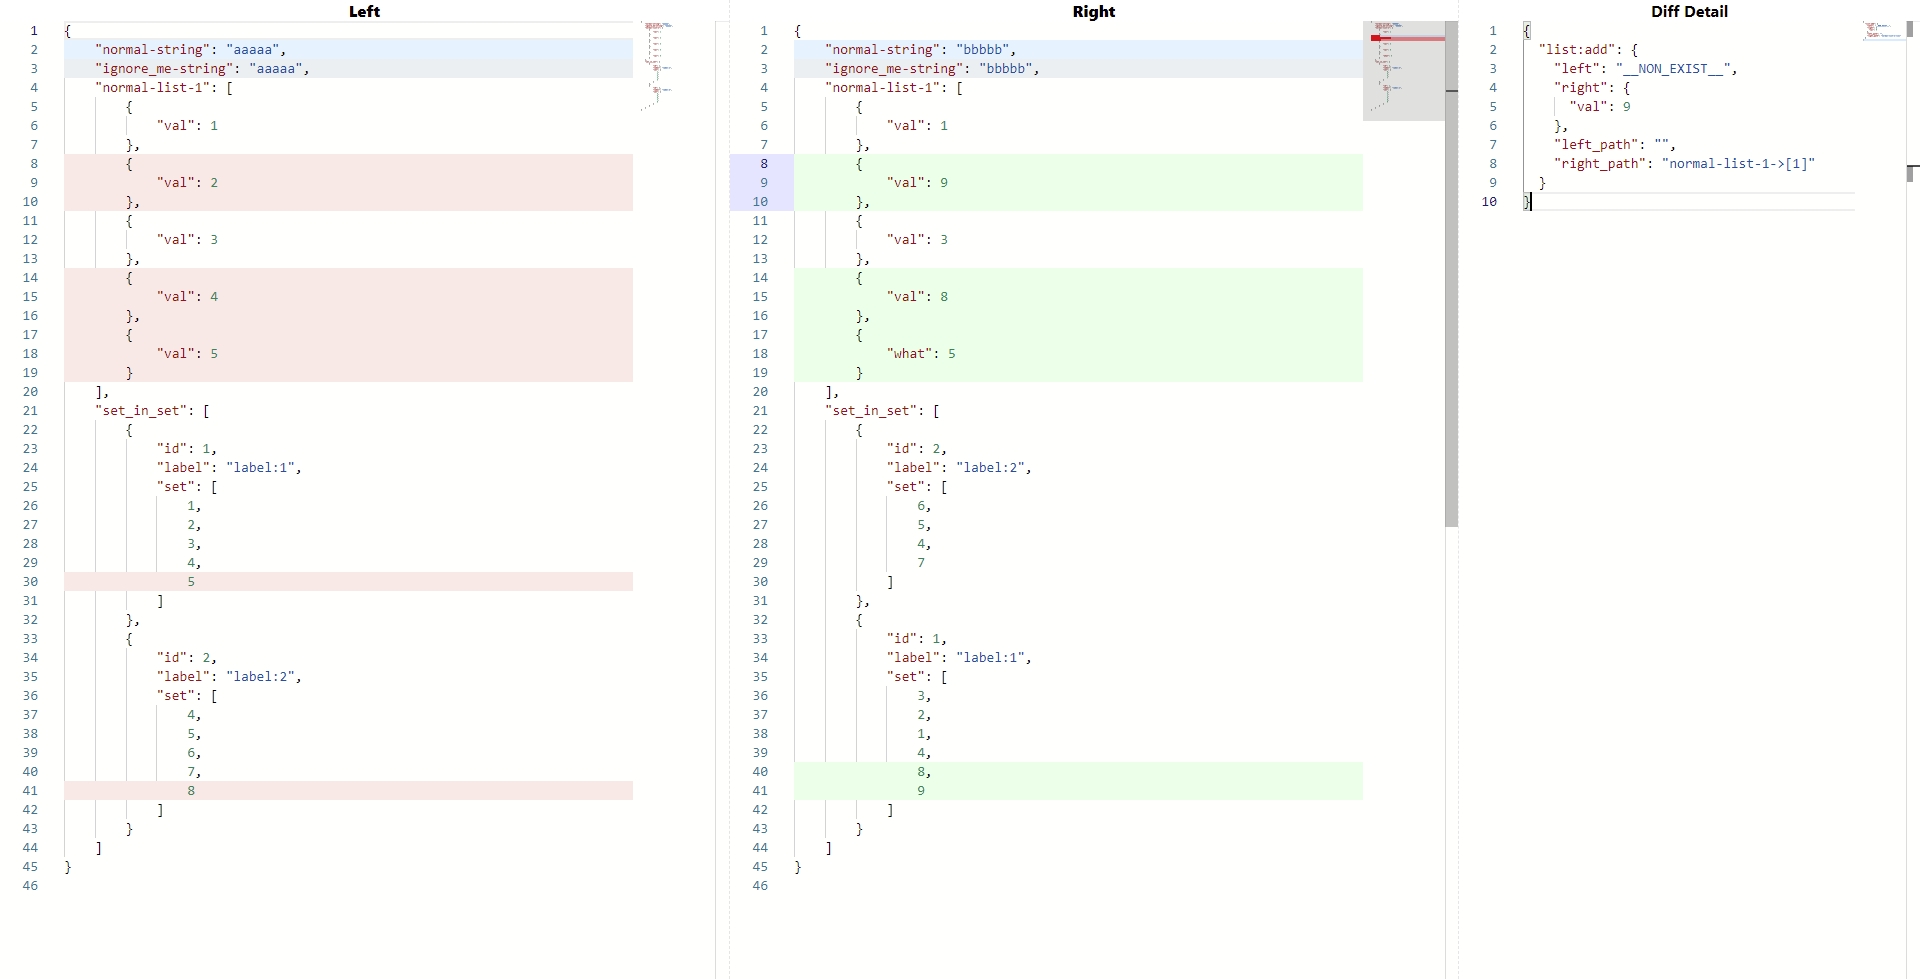 Left
1 {
2     "normal-string": "aaaaa",
3     "ignore_me-string": "aaaaa",
4     "normal-list-1": [
5         {
6             "val": 1
7         },
8         {
9             "val": 2
10         },
11         {
12             "val": 3
13         },
14         {
15             "val": 4
16         },
17         {
18             "val": 5
19         }
20     ],
21     "set_in_set": [
22         {
23             "id": 1,
24             "label": "label:1",
25             "set": [
26                 1,
27                 2,
28                 3,
29                 4,
30                 5
31             ]
32         },
33         {
34             "id": 2,
35             "label": "label:2",
36             "set": [
37                 4,
38                 5,
39                 6,
40                 7,
41                 8
42             ]
43         }
44     ]
45 }
46
Right
1 {
2     "normal-string": "bbbbb",
3     "ignore_me-string": "bbbbb",
4     "normal-list-1": [
5         {
6             "val": 1
7         },
8         {
9             "val": 9
10         },
11         {
12             "val": 3
13         },
14         {
15             "val": 8
16         },
17         {
18             "what": 5
19         }
20     ],
21     "set_in_set": [
22         {
23             "id": 2,
24             "label": "label:2",
25             "set": [
26                 6,
27                 5,
28                 4,
29                 7
30             ]
31         },
32         {
33             "id": 1,
34             "label": "label:1",
35             "set": [
36                 3,
37                 2,
38                 1,
39                 4,
40                 8,
41                 9
42             ]
43         }
44     ]
45 }
46
Diff Detail
1 {
2   "list:add": {
3     "left": "__NON_EXIST__",
4     "right": {
5       "val": 9
6     },
7     "left_path": "",
8     "right_path": "normal-list-1->[1]"
9   }
10 }